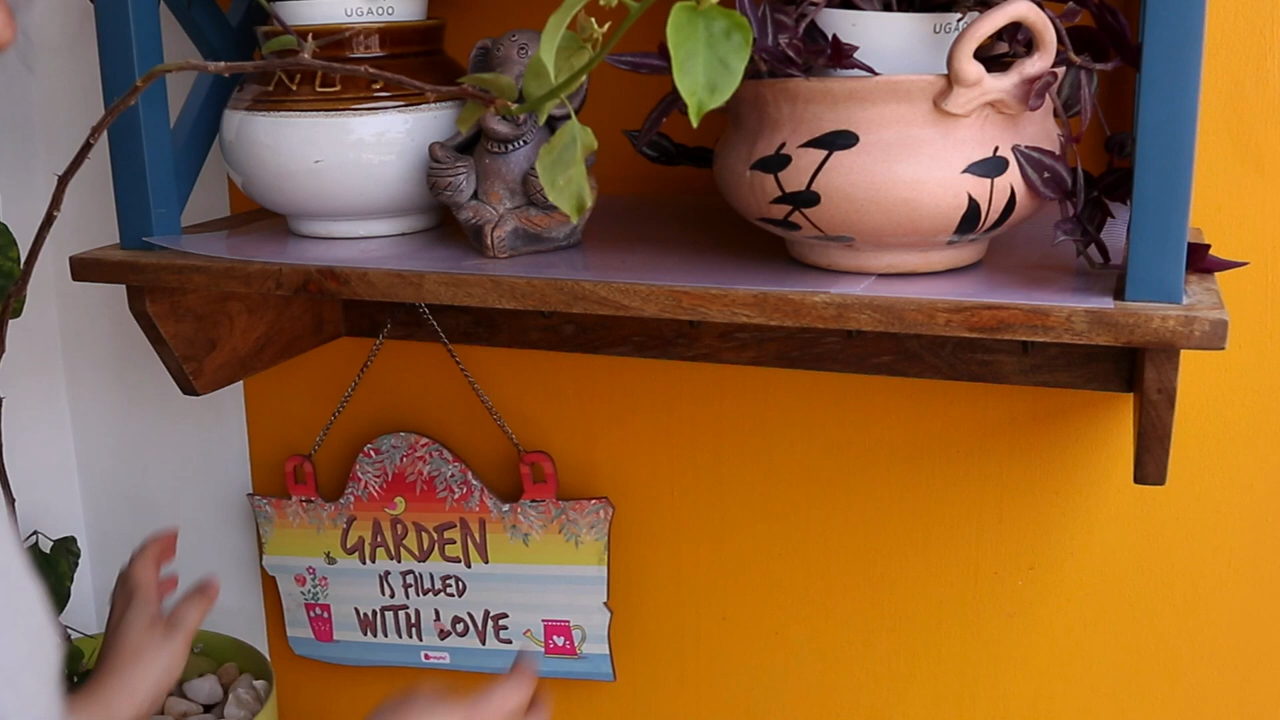 UGAOO
UGA
GARDEN
IS FILLED
WITH LOVE